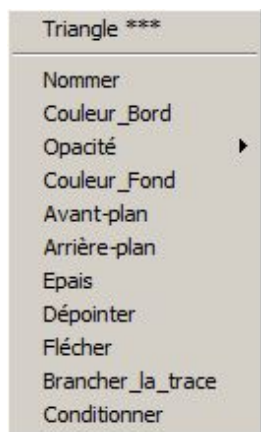 Triangle ***
Nommer
Couleur_Bord
Opacité
Couleur_Fond
Avant-plan
Arrière-plan
Epais
Dépointer
Flécher
Brancher_la_trace
Conditionner